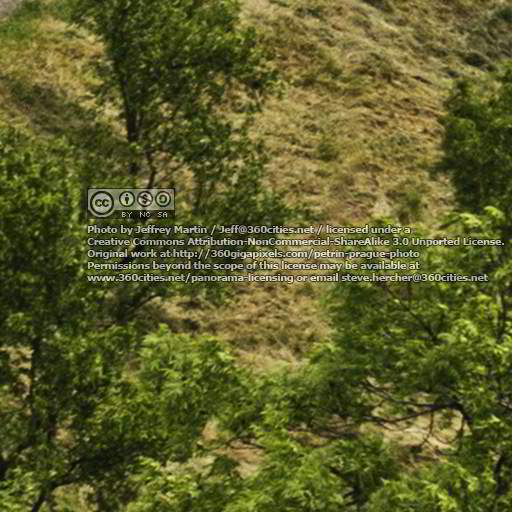 cc
BY NC SA
Photo by Jeffrey Martin / Jeff@360cities.net / licensed under a
Creative Commons Attribution-NonCommercial-ShareAlike 3.0 Unported License.
Original work at http://360gigapixels.com/petrin-prague-photo
Permissions beyond the scope of this license may be available at
www.360cities.net/panorama-licensing or email steve.hercher@360cities.net